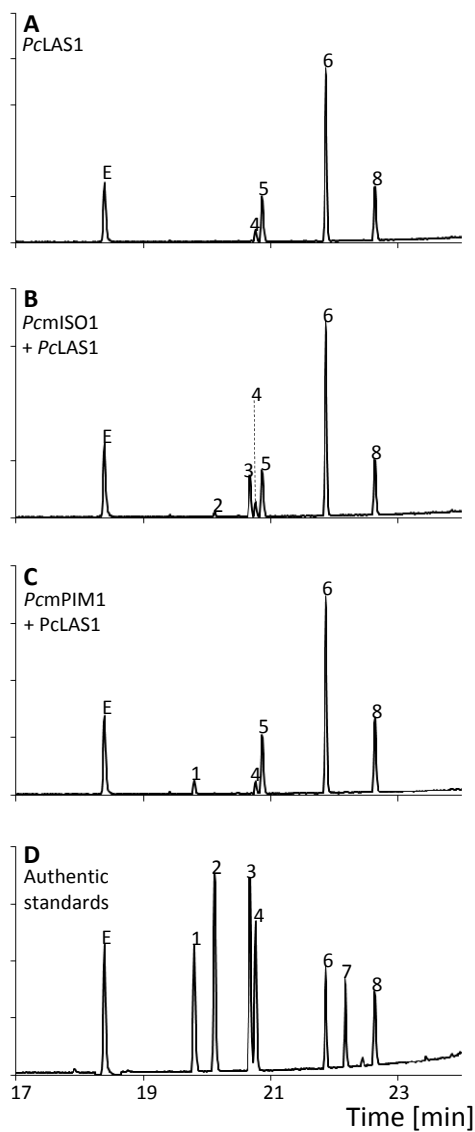 A
PcLAS1
E
4
5
6
8
B
PcmISO1
+ PcLAS1
E
2
3
4
5
6
8
C
PcmPIM1
+ PcLAS1
E
1
4
5
6
8
D
Authentic
standards
E
1
2
3
4
6
7
8
17 19 21 23
Time [min]